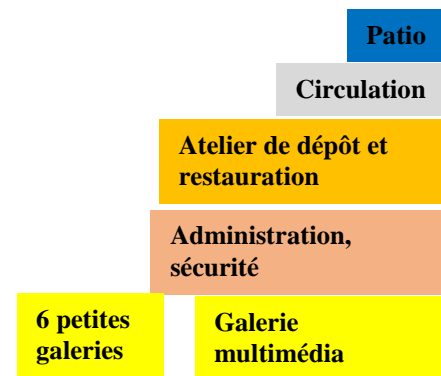 Patio
Circulation
Atelier de dépôt et
restauration
Administration,
sécurité
6 petites
galeries
Galerie
multimédia